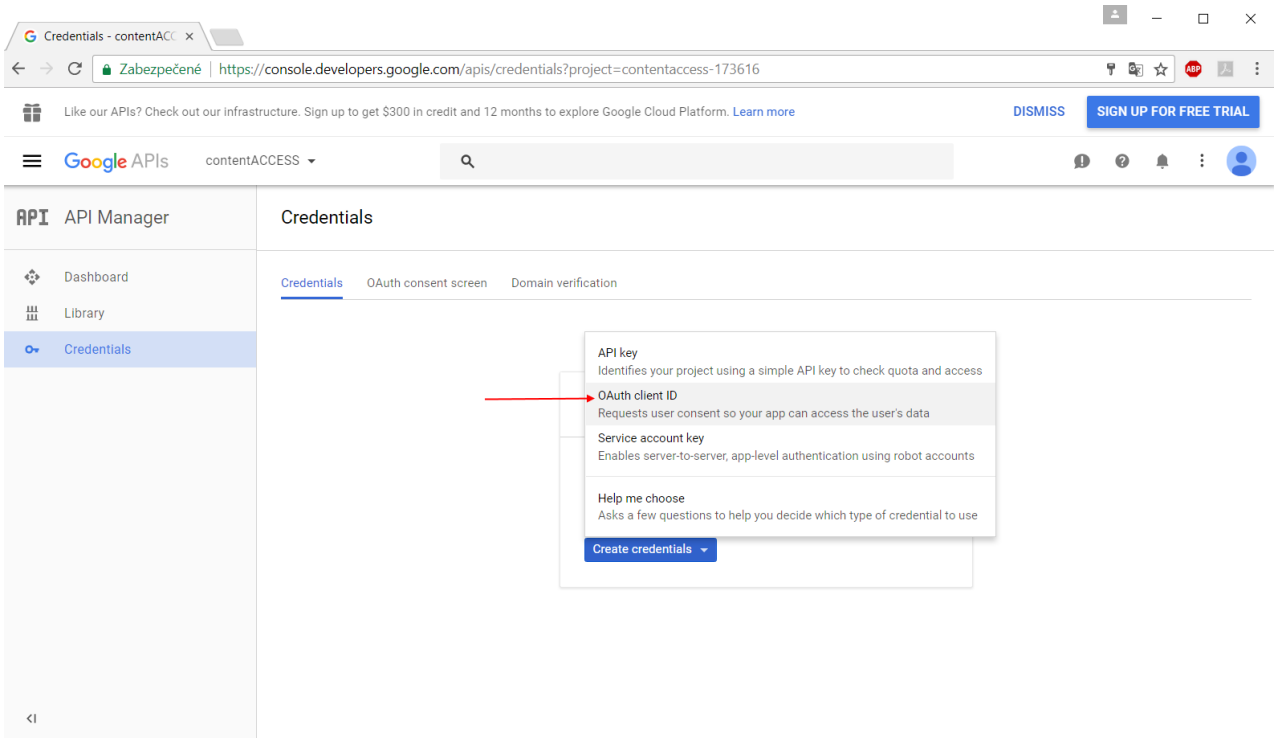 Credentials - contentACC
Zabezpečené | https://console.developers.google.com/apis/credentials?project=contentaccess-173616
ABP
Like our APIs? Check out our infrastructure. Sign up to get $300 in credit and 12 months to explore Google Cloud Platform. Learn more
DISMISS
SIGN UP FOR FREE TRIAL
Google APIs
contentACCESS
API API Manager
Credentials
Dashboard
Library
Credentials
Credentials OAuth consent screen Domain verification
API key
Identifies your project using a simple API key to check quota and access
OAuth client ID
Requests user consent so your app can access the user's data
Service account key
Enables server-to-server, app-level authentication using robot accounts
Help me choose
Asks a few questions to help you decide which type of credential to use
Create credentials